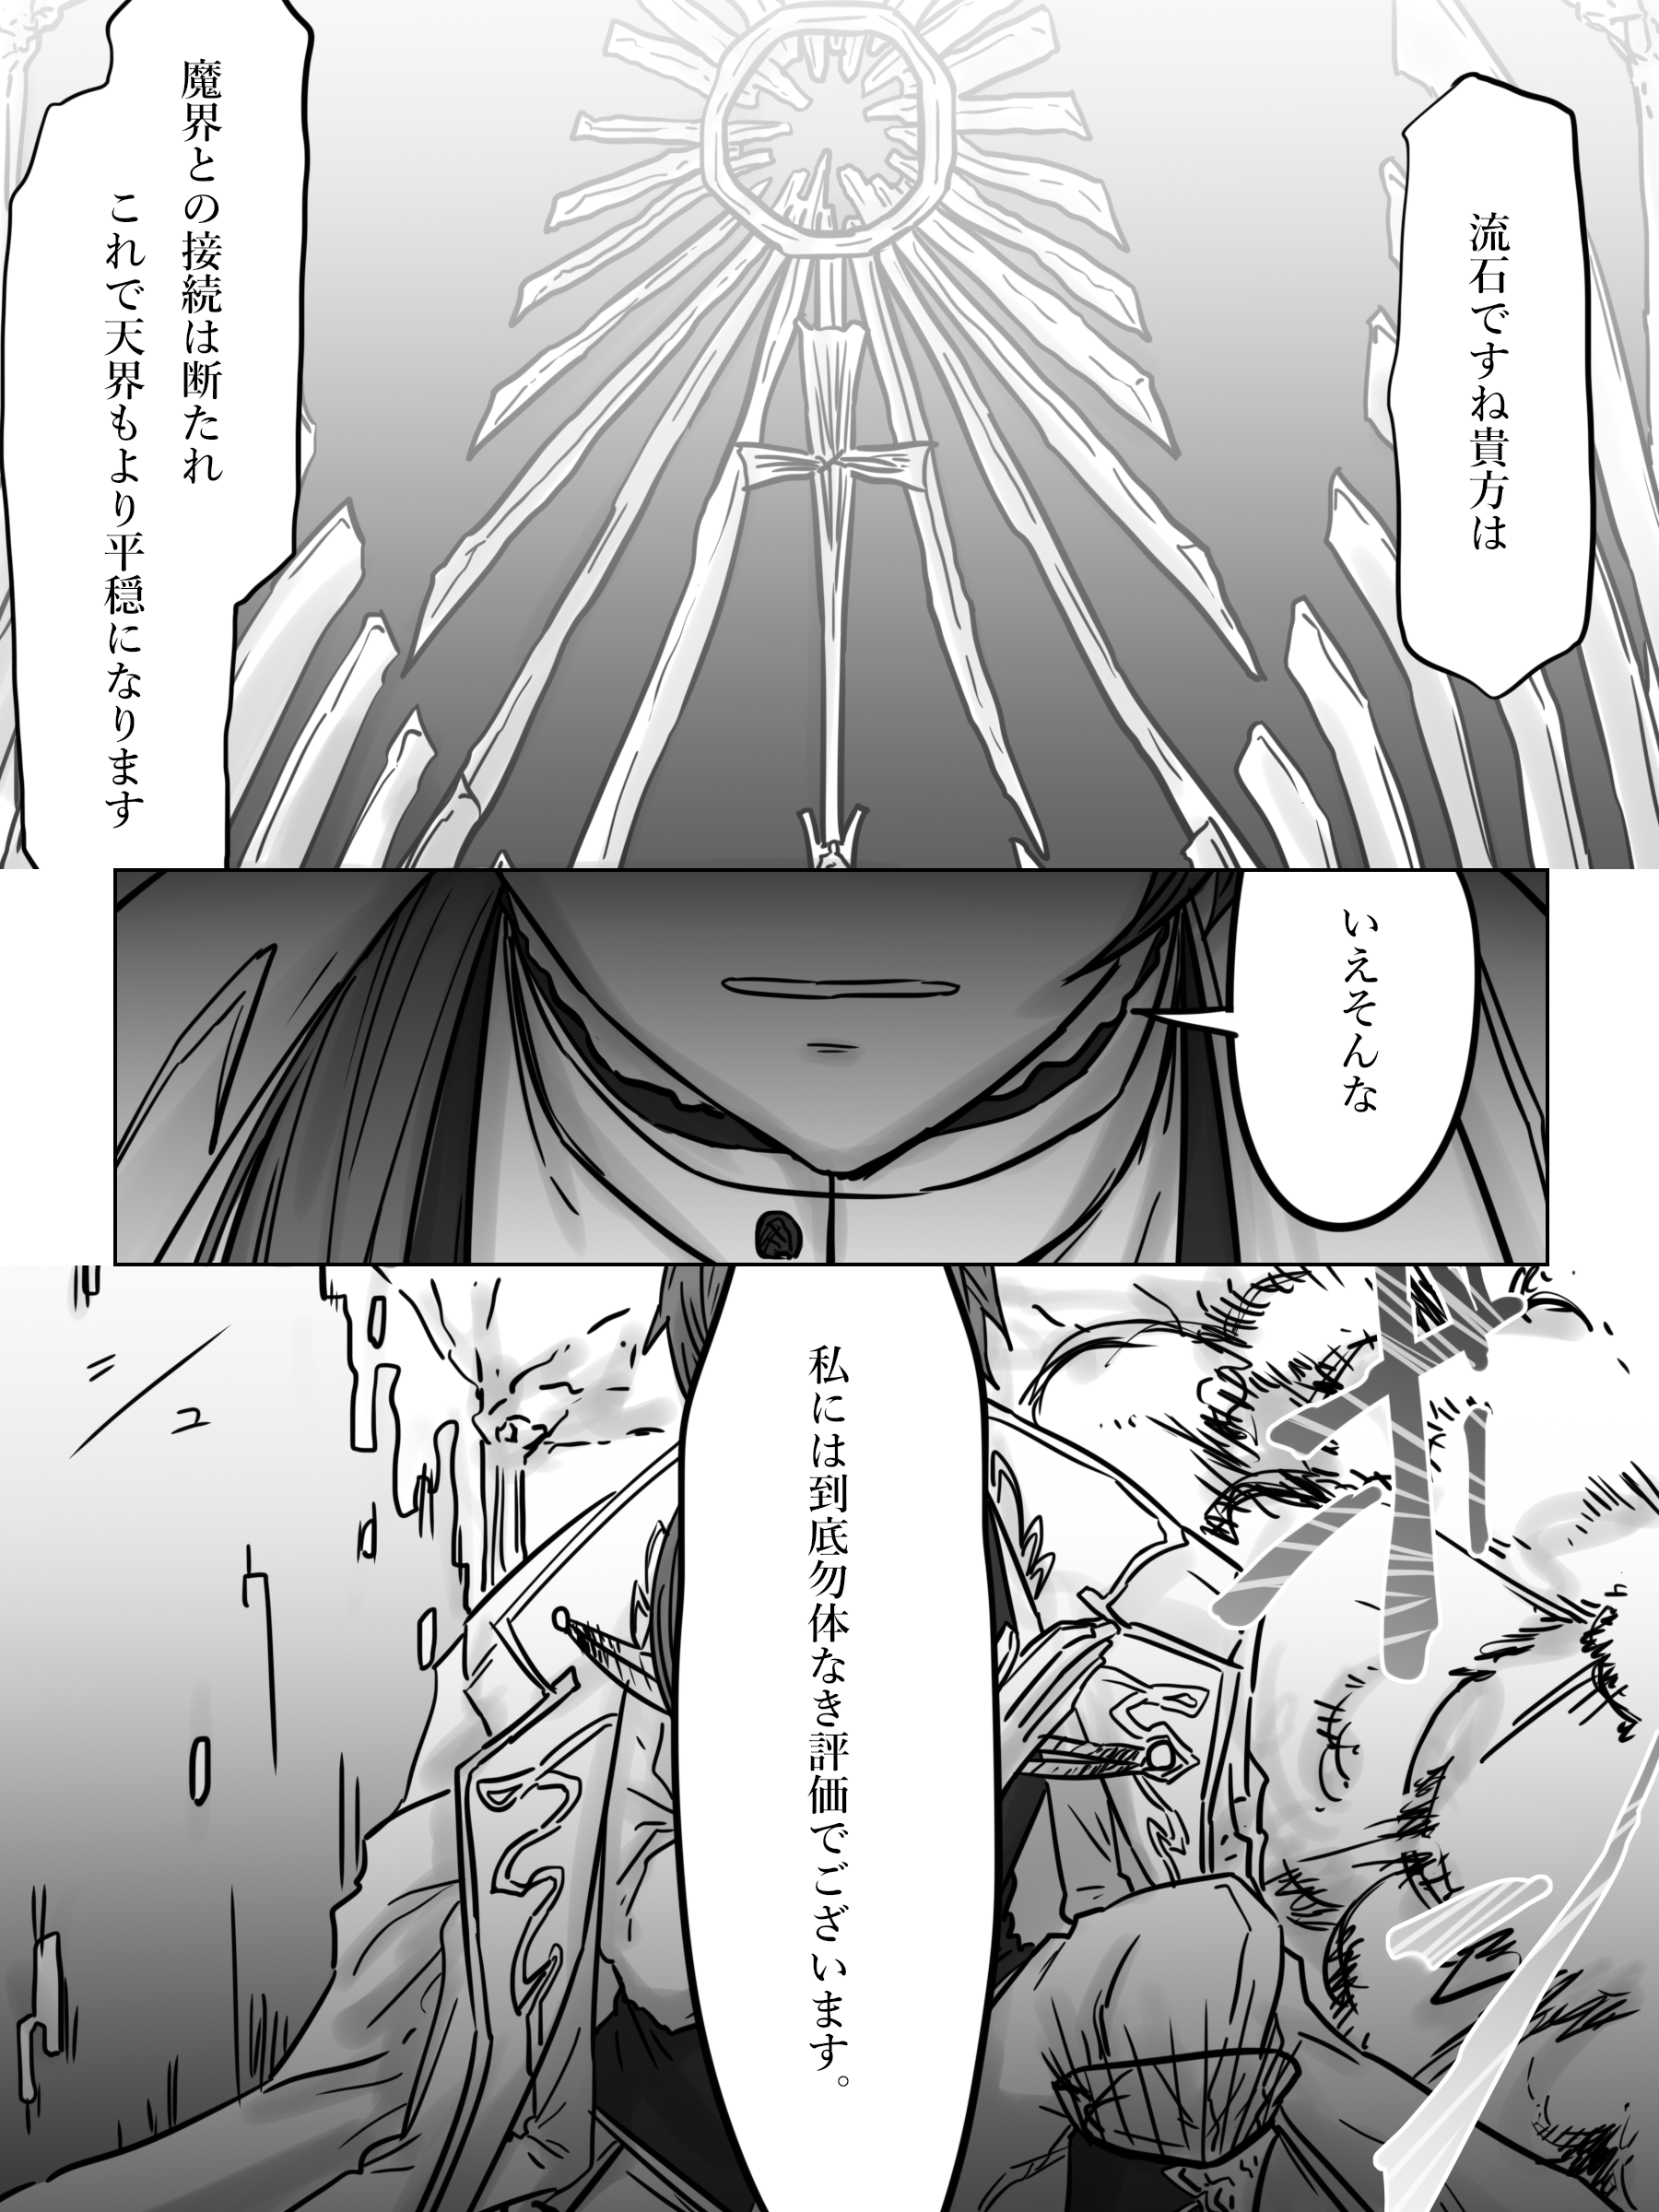 流石ですね貴方は
魔界との接続は断たれ
これで天界もより平穏になります
いえそんな
私には到底勿体なき評価でございます。